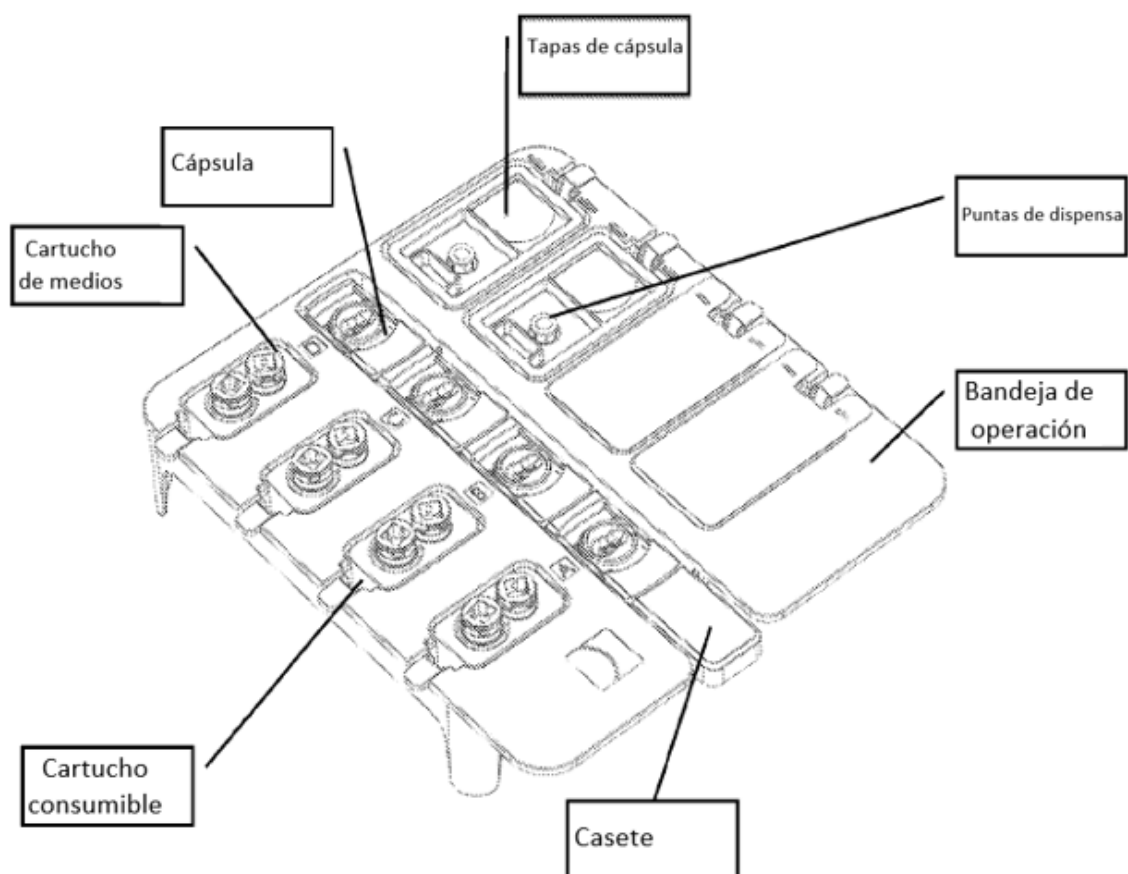 Tapas de cápsula
Cápsula
Puntas de dispensa
Cartucho
de medios
D
C
B
A
Bandeja de
operación
Cartucho
consumible
Casete